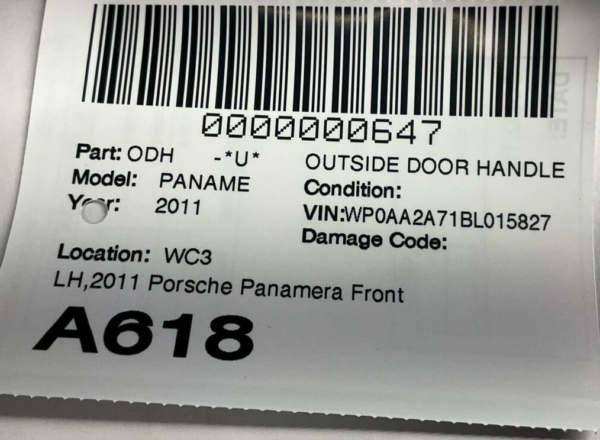 0000000647
Part: ODH -*U* OUTSIDE DOOR HANDLE
Model: PANAME Condition:
Year: 2011 VIN:WP0AA2A71BL015827
Damage Code:
Location: WC3
LH,2011 Porsche Panamera Front
A618